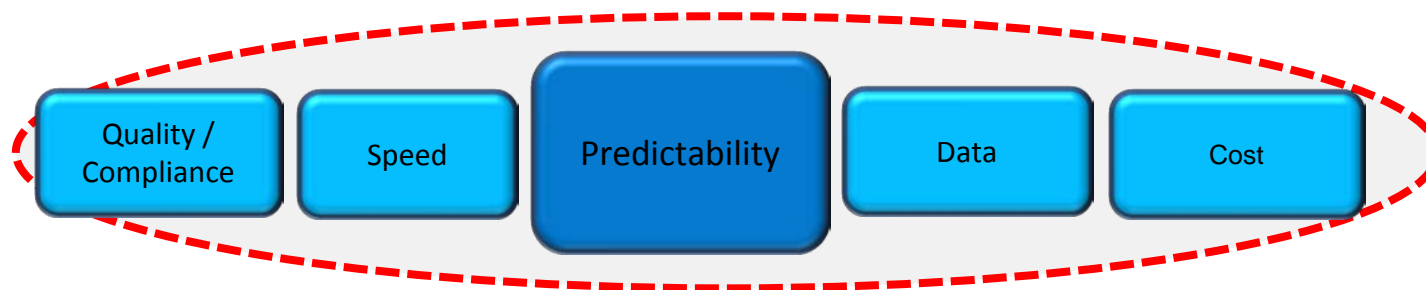 Quality /
Compliance
Speed
Predictability
Data
Cost